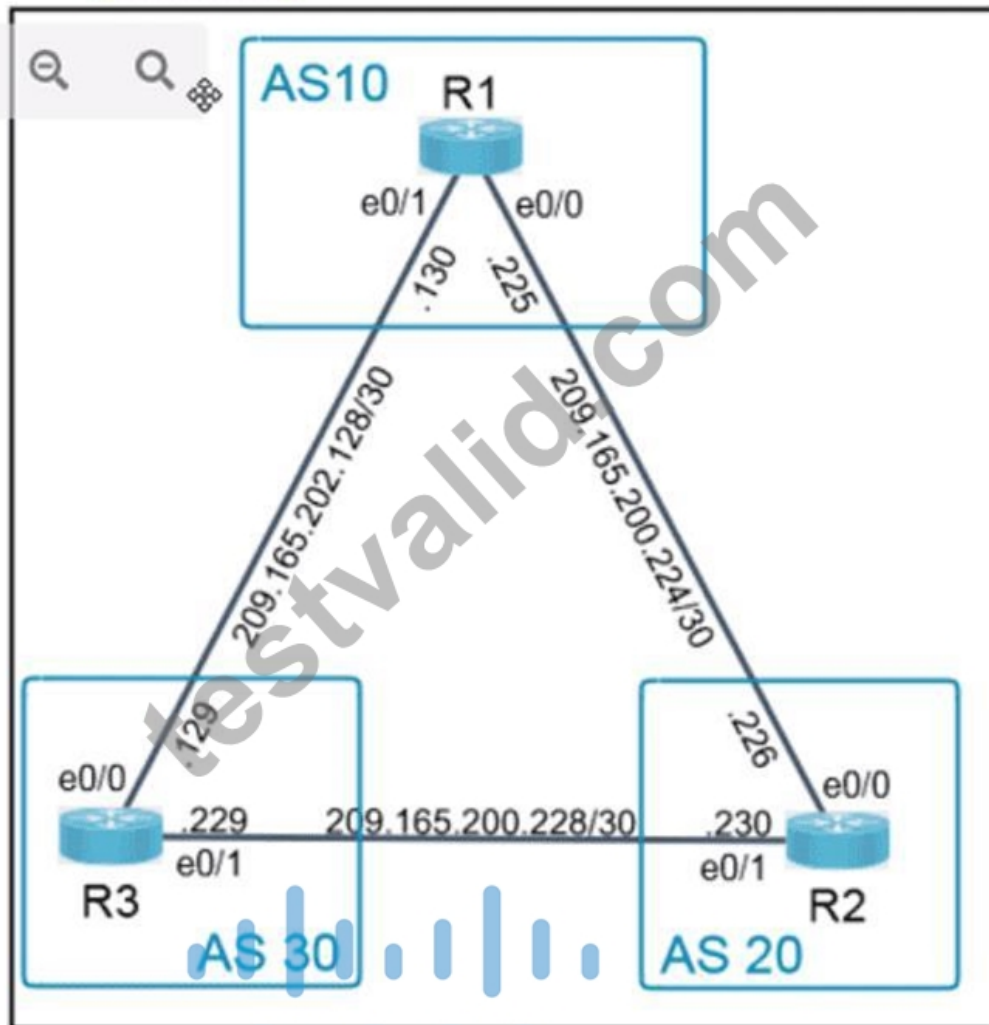 AS10
R1
e0/1
e0/0
.130
.225
209.165.202.128/30
209.165.200.224/30
testvalid.com
.129
.226
e0/0
e0/0
.229
209.165.200.228/30
.230
e0/1
e0/1
R3
R2
AS 30
AS 20